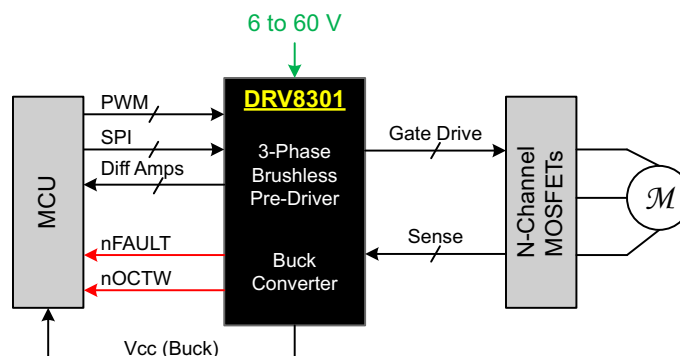 6 to 60 V
DRV8301
PWM
SPI
Diff Amps
3-Phase
Brushless
Pre-Driver
Gate Drive
MCU
N-Channel
MOSFETs
M
nFAULT
nOCTW
Buck
Converter
Sense
Vcc (Buck)